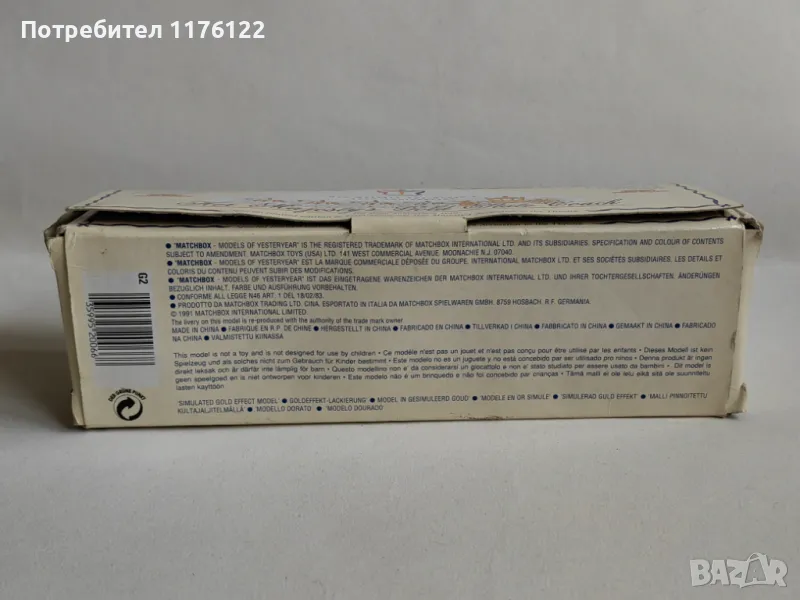 Потребител 1176122
● 'MATCHBOX - MODELS OF YESTERYEAR' IS THE REGISTERED TRADEMARK OF MATCHBOX INTERNATIONAL LTD. AND ITS SUBSIDIARIES. SPECIFICATION AND COLOUR OF CONTENTS
SUBJECT TO AMENDMENT. MATCHBOX TOYS (USA) LTD. 141 WEST COMMERCIAL AVENUE MOONACHIE N.J. 07040.
● 'MATCHBOX - MODELS OF YESTERYEAR' EST LA MARQUE COMMERCIALE DÉPOSÉE DU GROUPE. INTERNATIONAL MATCHBOX LTD. ET SES SOCIÉTÉS SUBSIDIAIRES. LES DETAILS ET
COLORIS DU CONTENU PEUVENT SUBIR DES MODIFICATIONS.
● 'MATCHBOX - MODELS OF YESTERYEAR' IST DAS EINGETRAGENE WARENZEICHEN DER MATCHBOX INTERNATIONAL LTD. UND IHRER TOCHTERGESELLSCHAFTEN. ÄNDERUNGEN
BEZÜGLICH INHALT, FARBE UND AUSFÜHRUNG VORBEHALTEN.
● CONFORME ALL LEGGE N46 ART. 1 DEL 18/02/83.
● PRODOTTO DA MATCHBOX TRADING LTD. CINA. ESPORTATO IN ITALIA DA MATCHBOX SPIELWAREN GMBH. 8759 HOSBACH. R.F. GERMANIA.
© 1991 MATCHBOX INTERNATIONAL LIMITED
The livery on this model is re-produced with the authority of the trade mark owner.
MADE IN CHINA ● FABRIQUE EN R.P. DE CHINE ● HERGESTELLT IN CHINA ● FABRICADO EN CHINA ● TILLVERKAD I CHINA ● FABBRICATO IN CHINA ● GEMAAKT IN CHINA ● FABRICADO
NA CHINA ● VALMISTETTU KIINASSA
This model is not a toy and is not designed for use by children ● Ce modèle n'est pas un jouet et n'est pas conçu pour être utilisé par les enfants ● Dieses Modell ist kein
Spielzeug und ist daher nicht zum Gebrauch für Kinder bestimmt ● Este modelo no es un juguete y no está concebido para ser utilizado por niños ● Denna produkt är ingen
direkt leksak och är därför inte lämplig för barn ● Questo modellino non e' da considerarsi un giocattolo e non e' stato studiato per essere usato da bambini ● Dit model is
geen speelgoed en is niet ontworpen voor kinderen ● Este modelo não é um brinquedo e não foi concebido para crianças ● Tämä malli ei ole lelu eikä sitä ole suunniteltu
lasten käyttöön
'SIMULATED GOLD EFFECT MODEL' ● 'GOLDEFFEKT-LACKIERUNG' ● MODEL IN GESIMULEERD GOUD ● 'MODELE EN OR SIMULE' ● 'SIMULERAD GULD EFFEKT' ● MALLI PINNOITETTU
KULTAJALJITELMÄLLÄ ● 'MODELLO DORATO' ● 'MODELO DOURADO'
G2
BAZAR